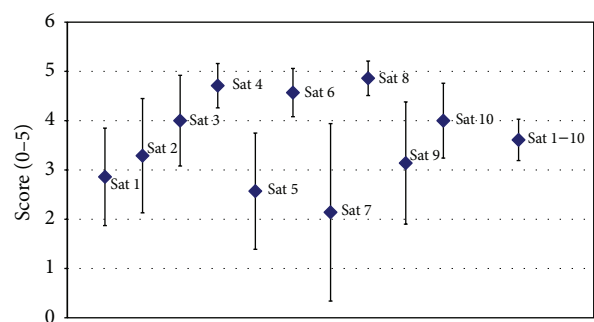 6
5
4
3
2
1
0
Score (0–5)
Sat 1
Sat 2
Sat 3
Sat 4
Sat 5
Sat 6
Sat 7
Sat 8
Sat 9
Sat 10
Sat 1−10